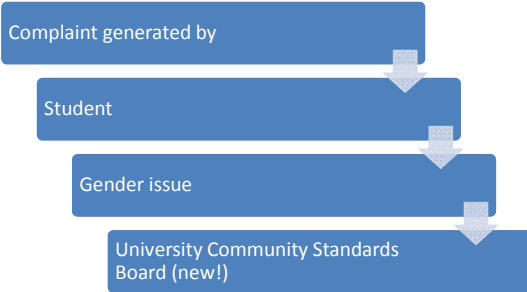 Complaint generated by
Student
Gender issue
University Community Standards
Board (new!)